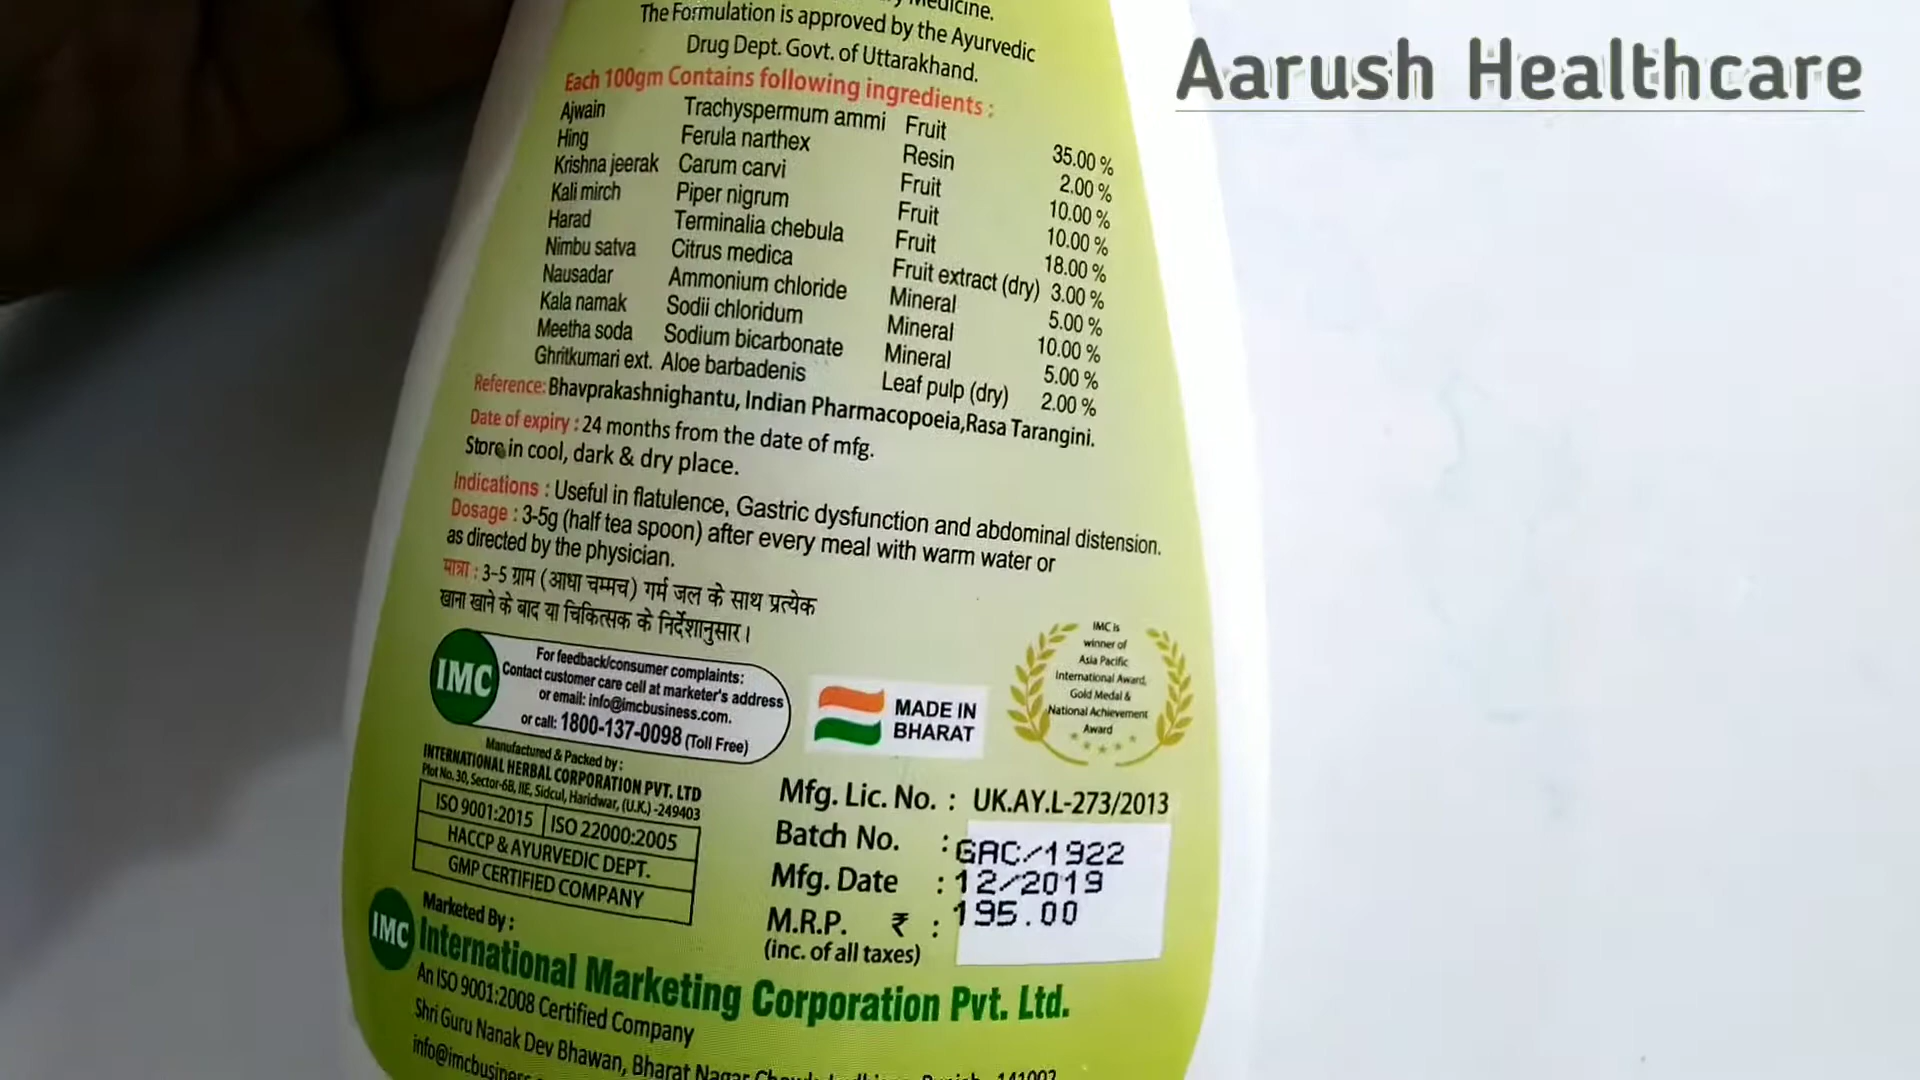 Aarush Healthcare
Medicine.
The Formulation is approved by the Ayurvedic
Drug Dept. Govt. of Uttarakhand.
Each 100gm Contains following ingredients :
Ajwain Trachyspermum ammi Fruit 35.00 %
Hing Ferula narthex Resin 2.00 %
Krishna jeerak Carum carvi Fruit 10.00 %
Kali mirch Piper nigrum Fruit 10.00 %
Harad Terminalia chebula Fruit 18.00 %
Nimbu satva Citrus medica Fruit extract (dry) 3.00 %
Nausadar Ammonium chloride Mineral 5.00 %
Kala namak Sodii chloridum Mineral 10.00 %
Meetha soda Sodium bicarbonate Mineral 5.00 %
Ghritkumari ext. Aloe barbadenis Leaf pulp (dry) 2.00 %
Reference: Bhavprakashnighantu, Indian Pharmacopoeia,Rasa Tarangini.
Date of expiry : 24 months from the date of mfg.
Store in cool, dark & dry place.
Indications : Useful in flatulence, Gastric dysfunction and abdominal distension.
Dosage : 3-5g (half tea spoon) after every meal with warm water or
as directed by the physician.
मात्रा : 3-5 ग्राम (आधा चम्मच) गर्म जल के साथ प्रत्येक
खाना खाने के बाद या चिकित्सक के निर्देशानुसार।
IMC
For feedback/consumer complaints:
Contact customer care cell at marketer's address
or email: info@imcbusiness.com.
or call: 1800-137-0098 (Toll Free)
MADE IN
BHARAT
IMC is
winner of
Asia Pacific
International Award,
Gold Medal &
National Achievement
Award
Manufactured & Packed by :
INTERNATIONAL HERBAL CORPORATION PVT. LTD
Plot No. 30, Sector-6B, IIE, Sidcul, Haridwar, (U.K.) -249403
ISO 9001:2015 ISO 22000:2005
HACCP & AYURVEDIC DEPT.
GMP CERTIFIED COMPANY
Mfg. Lic. No. : UK.AY.L-273/2013
Batch No. : GAC/1922
Mfg. Date : 12/2019
M.R.P. ₹ : 195.00
(inc. of all taxes)
IMC
Marketed By :
International Marketing Corporation Pvt. Ltd.
An ISO 9001:2008 Certified Company
Shri Guru Nanak Dev Bhawan, Bharat Nagar
info@imcbusiness